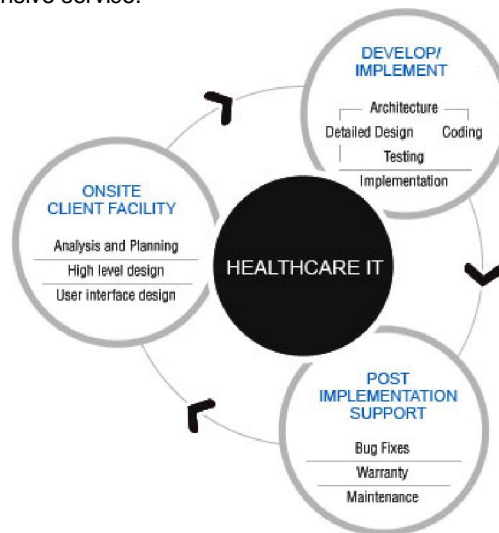 nsive service.
DEVELOP/
IMPLEMENT
Architecture
Detailed Design Coding
Testing
Implementation
ONSITE
CLIENT FACILITY
Analysis and Planning
High level design
User interface design
HEALTHCARE IT
POST
IMPLEMENTATION
SUPPORT
Bug Fixes
Warranty
Maintenance